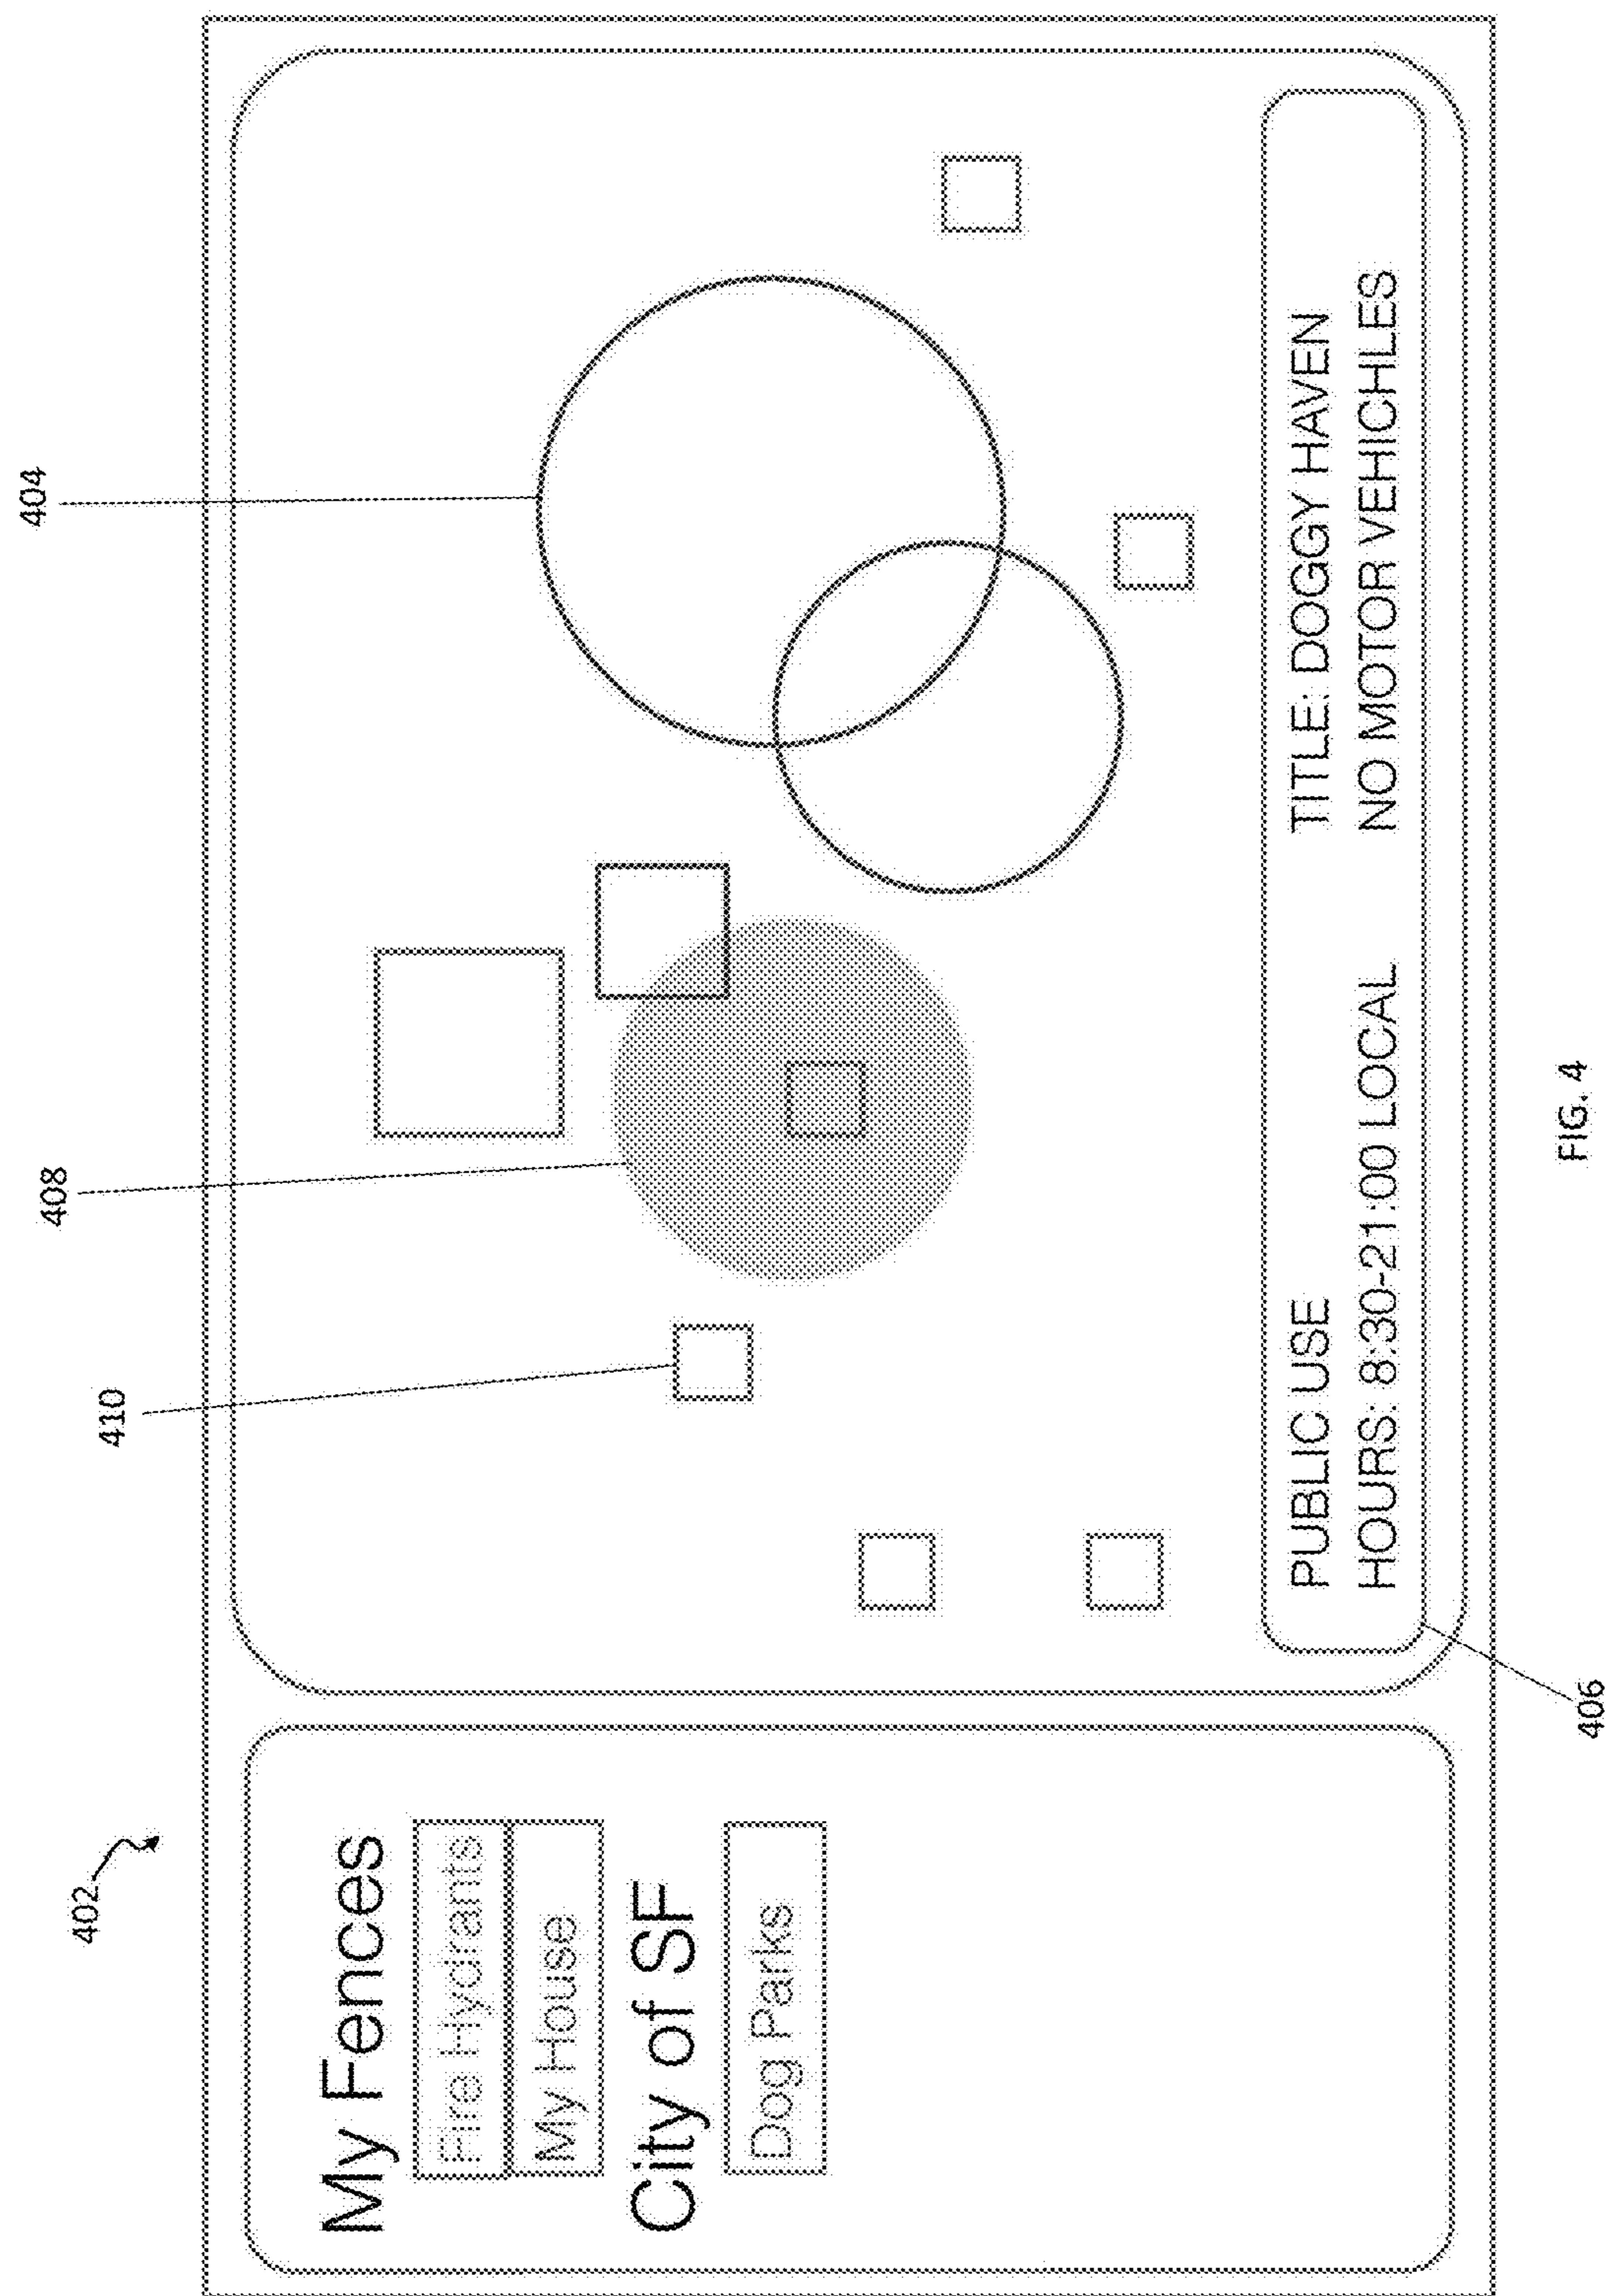 402
410
408
404
My Fences
Fire Hydrants
My House
City of SF
Dog Parks
PUBLIC USE
HOURS: 8:30-21:00 LOCAL
TITLE: DOGGY HAVEN
NO MOTOR VEHICHLES
406
FIG. 4